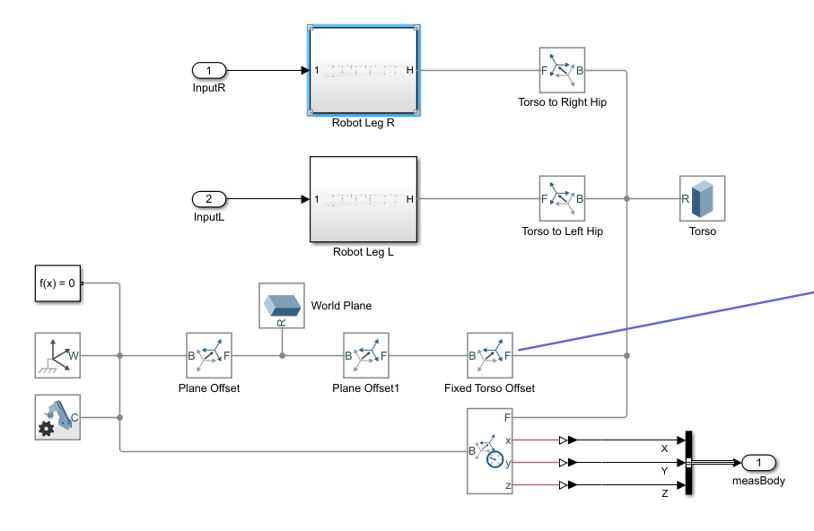 1
InputR
1
H
Robot Leg R
F
B
Torso to Right Hip
2
InputL
1
H
Robot Leg L
F
B
Torso to Left Hip
R
Torso
f(x) = 0
W
C
B
F
Plane Offset
R
World Plane
B
F
Plane Offset1
B
F
Fixed Torso Offset
B
F
x
y
z
X
Y
Z
1
measBody